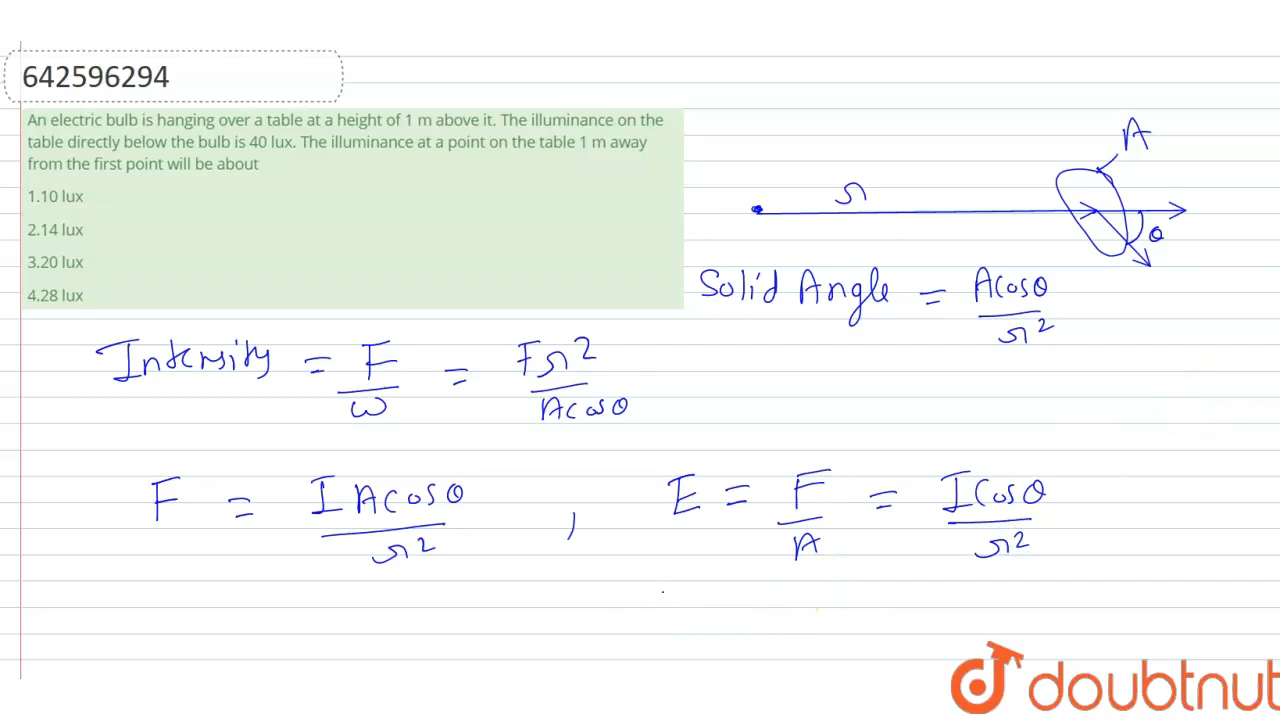 642596294
An electric bulb is hanging over a table at a height of 1 m above it. The illuminance on the
table directly below the bulb is 40 lux. The illuminance at a point on the table 1 m away
from the first point will be about
1.10 lux
2.14 lux
3.20 lux
4.28 lux
A
r
θ
Solid Angle = Acosθ / r²
Intensity = F / ω = Fr² / Acosθ
F = I Acosθ / r² , E = F / A = I Cosθ / r²
doubtnut